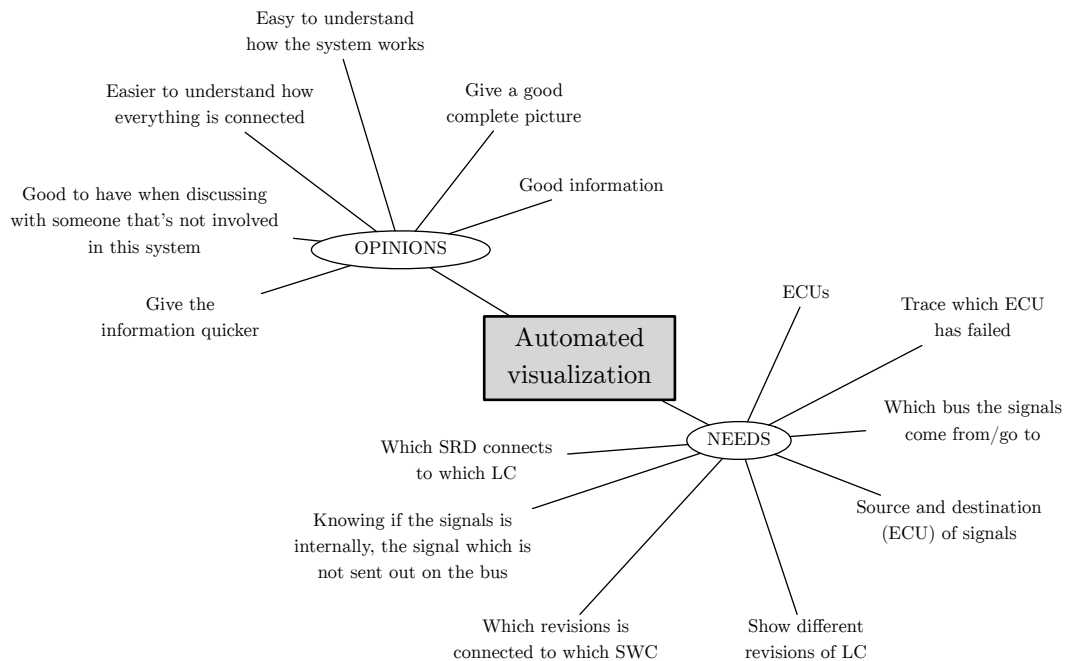 Easy to understand
how the system works
Easier to understand how
everything is connected
Give a good
complete picture
Good information
Good to have when discussing
with someone that's not involved
in this system
OPINIONS
Give the
information quicker
Automated
visualization
ECUs
Trace which ECU
has failed
Which bus the signals
come from/go to
NEEDS
Which SRD connects
to which LC
Source and destination
(ECU) of signals
Knowing if the signals is
internally, the signal which is
not sent out on the bus
Which revisions is
connected to which SWC
Show different
revisions of LC